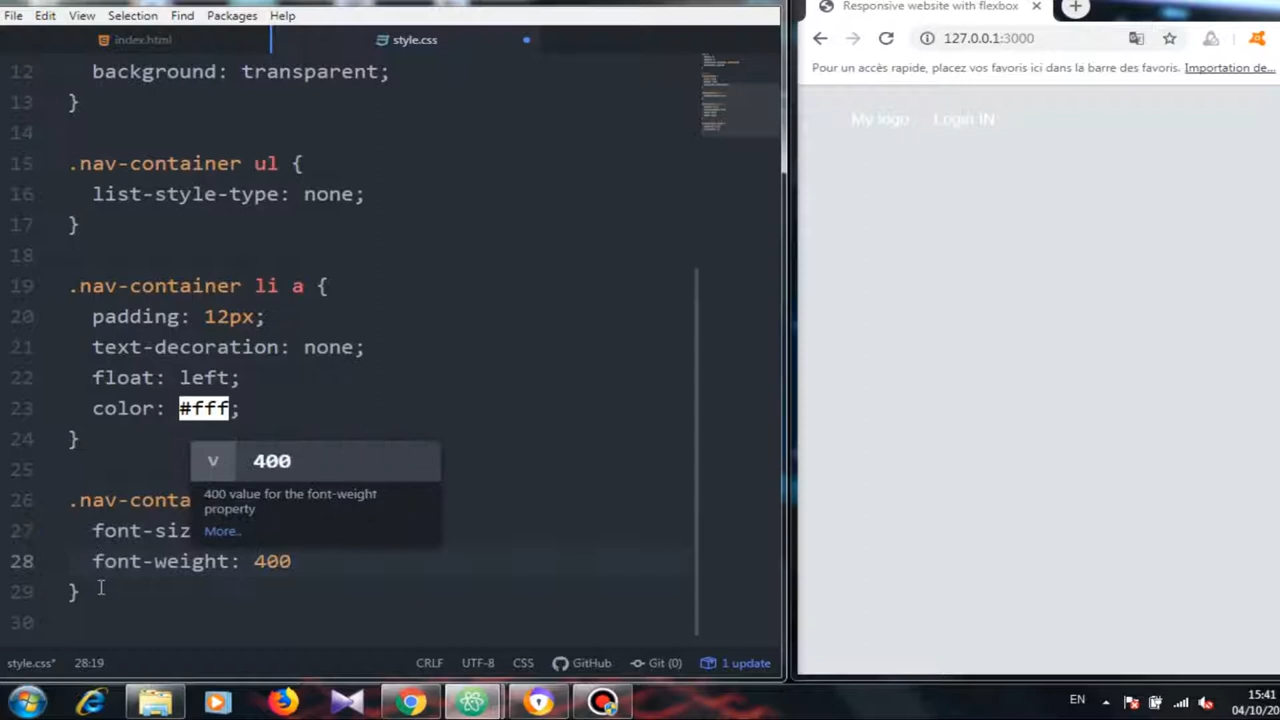 File Edit View Selection Find Packages Help
index.html
style.css
12 background: transparent;
13 }
14
15 .nav-container ul {
16 list-style-type: none;
17 }
18
19 .nav-container li a {
20 padding: 12px;
21 text-decoration: none;
22 float: left;
23 color: #fff;
24 }
25
26 .nav-conta
27 font-siz
28 font-weight: 400
29 }
30
v 400
400 value for the font-weight
property
More..
style.css* 28:19 CRLF UTF-8 CSS GitHub Git (0) 1 update
Responsive website with flexbox
127.0.0.1:3000
Pour un accès rapide, placez vos favoris ici dans la barre des favoris. Importation de...
My logo Login IN
EN
15:41
04/10/20